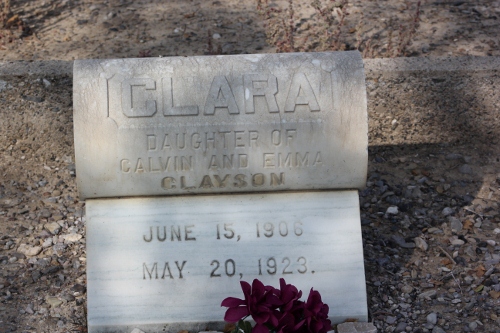 CLARA
DAUGHTER OF
CALVIN AND EMMA
CLAYSON
JUNE 15, 1906
MAY 20, 1923.